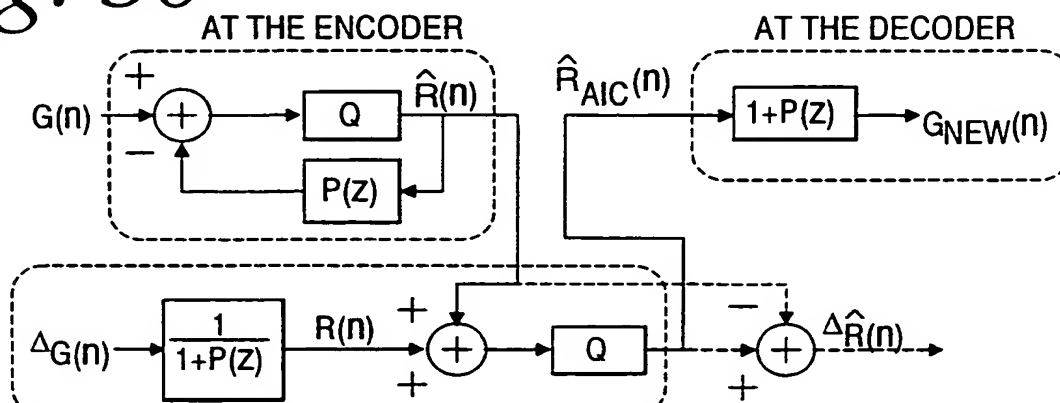 AT THE ENCODER
AT THE DECODER
+
G(n)
+
−
Q
R̂(n)
P(Z)
R̂AIC(n)
1+P(Z)
GNEW(n)
ΔG(n)
1
1+P(Z)
R(n)
+
+
+
Q
−
+
+
ΔR̂(n)